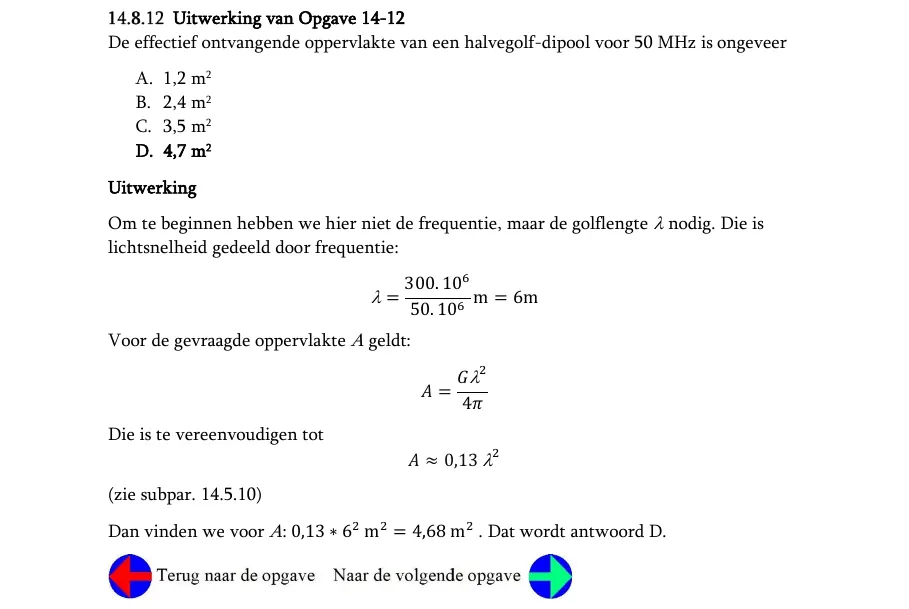 14.8.12 Uitwerking van Opgave 14-12
De effectief ontvangende oppervlakte van een halvegolf-dipool voor 50 MHz is ongeveer
A. 1,2 m²
B. 2,4 m²
C. 3,5 m²
D. 4,7 m²
Uitwerking
Om te beginnen hebben we hier niet de frequentie, maar de golflengte λ nodig. Die is
lichtsnelheid gedeeld door frequentie:
λ = 300. 10⁶ / 50. 10⁶ m = 6m
Voor de gevraagde oppervlakte A geldt:
A = Gλ² / 4π
Die is te vereenvoudigen tot
A ≈ 0,13 λ²
(zie subpar. 14.5.10)
Dan vinden we voor A: 0,13 ∗ 6² m² = 4,68 m² . Dat wordt antwoord D.
Terug naar de opgave Naar de volgende opgave